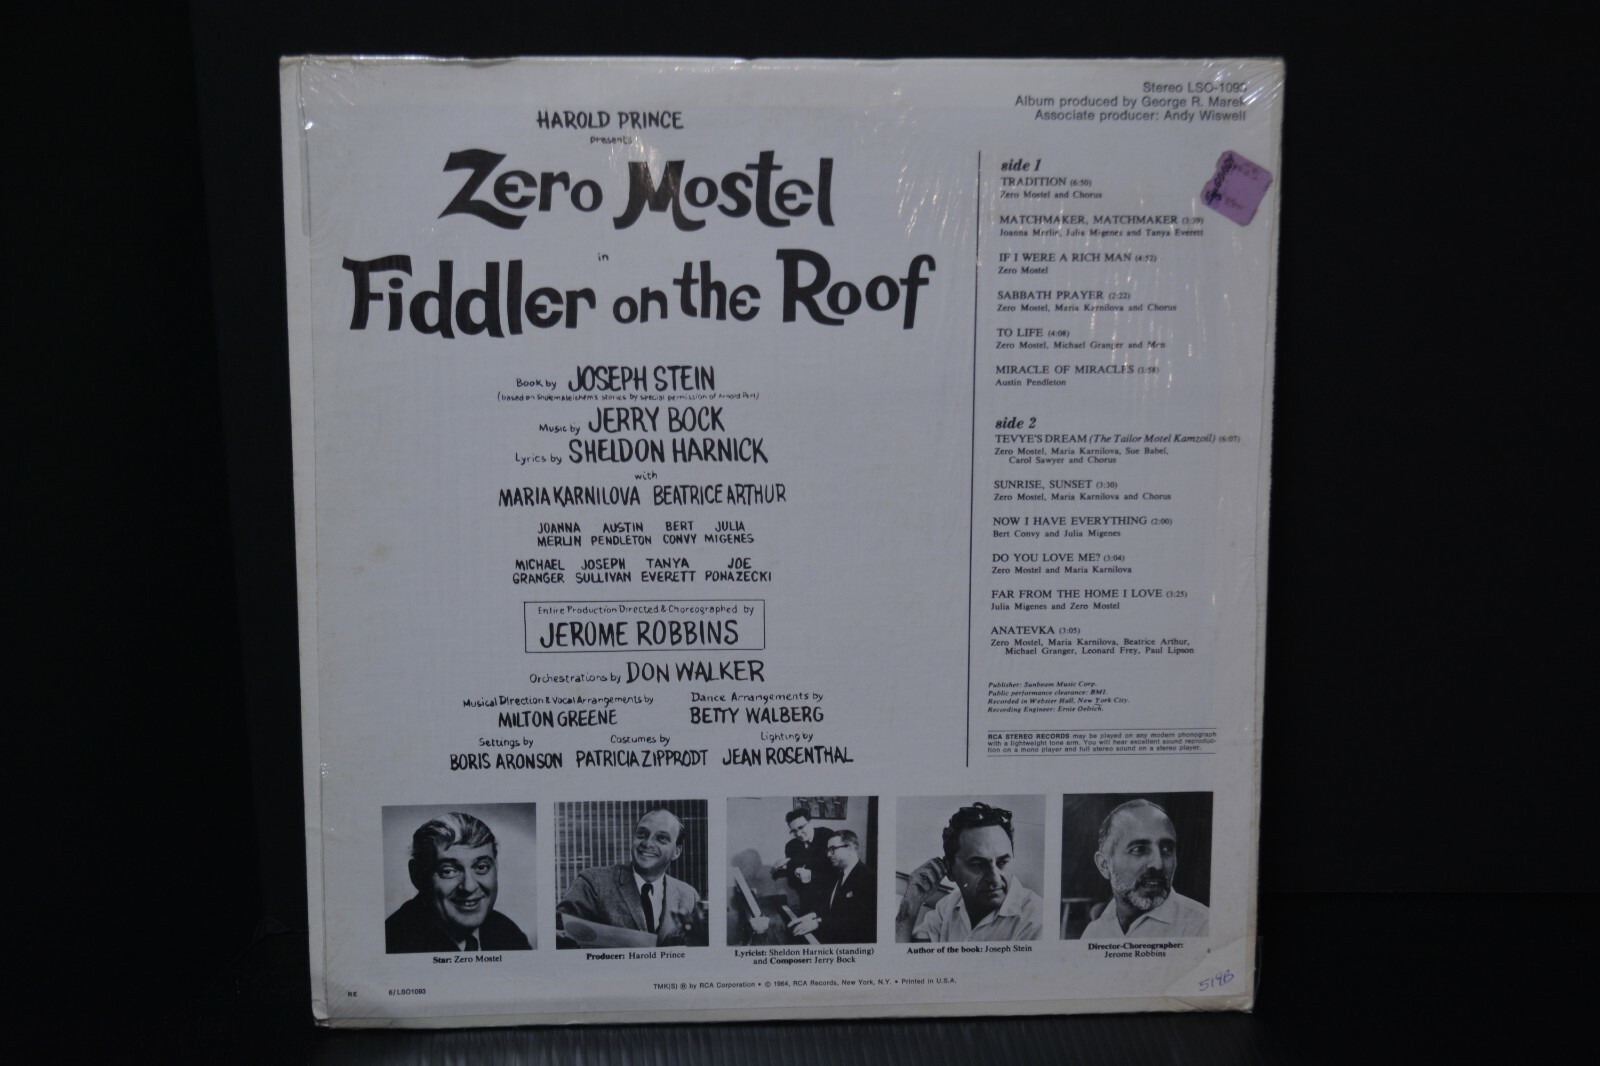 HAROLD PRINCE
presents
Zero Mostel
in
Fiddler on the Roof
Book by JOSEPH STEIN
(based on Sholem Aleichem's stories by special permission of Arnold Perl)
Music by JERRY BOCK
Lyrics by SHELDON HARNICK
with
MARIA KARNILOVA BEATRICE ARTHUR
JOANNA AUSTIN BERT JULIA
MERLIN PENDLETON CONVY MIGENES
MICHAEL JOSEPH TANYA JOE
GRANGER SULLIVAN EVERETT PONAZECKI
Entire Production Directed & Choreographed by
JEROME ROBBINS
Orchestrations by DON WALKER
Musical Direction & Vocal Arrangements by
MILTON GREENE
Dance Arrangements by
BETTY WALBERG
Settings by
BORIS ARONSON
Costumes by
PATRICIA ZIPPRODT
Lighting by
JEAN ROSENTHAL
Stereo LSO-1093
Album produced by George R. Marek
Associate producer: Andy Wiswell
side 1
TRADITION (6:50)
Zero Mostel and Chorus
MATCHMAKER, MATCHMAKER (3:39)
Joanna Merlin, Julia Migenes and Tanya Everett
IF I WERE A RICH MAN (4:52)
Zero Mostel
SABBATH PRAYER (2:22)
Zero Mostel, Maria Karnilova and Chorus
TO LIFE (4:08)
Zero Mostel, Michael Granger and Men
MIRACLE OF MIRACLES (1:58)
Austin Pendleton
side 2
TEVYE'S DREAM (The Tailor Motel Kamzoil) (6:07)
Zero Mostel, Maria Karnilova, Sue Babel,
Carol Sawyer and Chorus
SUNRISE, SUNSET (3:30)
Zero Mostel, Maria Karnilova and Chorus
NOW I HAVE EVERYTHING (2:00)
Bert Convy and Julia Migenes
DO YOU LOVE ME? (3:04)
Zero Mostel and Maria Karnilova
FAR FROM THE HOME I LOVE (3:25)
Julia Migenes and Zero Mostel
ANATEVKA (3:05)
Zero Mostel, Maria Karnilova, Beatrice Arthur,
Michael Granger, Leonard Frey, Paul Lipson
Publisher: Sunbeam Music Corp.
Public performance clearance: BMI.
Recorded in Webster Hall, New York City.
Recording Engineer: Ernie Oelrich.
RCA STEREO RECORDS may be played on any modern phonograph
with a lightweight tone arm. You will hear excellent sound reproduc-
tion on a mono player and full stereo sound on a stereo player.
Star: Zero Mostel
Producer: Harold Prince
Lyricist: Sheldon Harnick (standing)
and Composer: Jerry Bock
Author of the book: Joseph Stein
Director-Choreographer:
Jerome Robbins
RE 6/LSO1093
TMK(S) ® by RCA Corporation • © 1964, RCA Records, New York, N.Y. • Printed in U.S.A.
519B